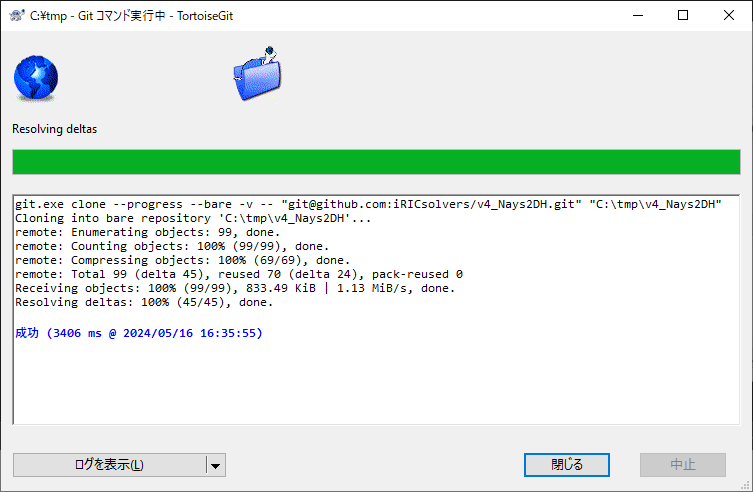 C:\tmp - Git コマンド実行中 - TortoiseGit
Resolving deltas
git.exe clone --progress --bare -v -- "git@github.com:iRICsolvers/v4_Nays2DH.git" "C:\tmp\v4_Nays2DH"
Cloning into bare repository 'C:\tmp\v4_Nays2DH'...
remote: Enumerating objects: 99, done.
remote: Counting objects: 100% (99/99), done.
remote: Compressing objects: 100% (69/69), done.
remote: Total 99 (delta 45), reused 70 (delta 24), pack-reused 0
Receiving objects: 100% (99/99), 833.49 KiB | 1.13 MiB/s, done.
Resolving deltas: 100% (45/45), done.
成功 (3406 ms @ 2024/05/16 16:35:55)
ログを表示(L)
閉じる
中止